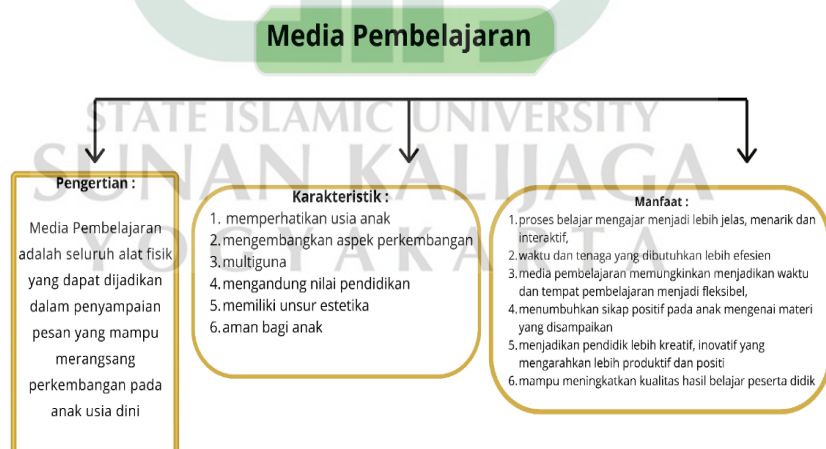 Media Pembelajaran
STATE ISLAMIC UNIVERSITY
SUNAN KALIJAGA
YOGYAKARTA
Pengertian :
Media Pembelajaran
adalah seluruh alat fisik
yang dapat dijadikan
dalam penyampaian
pesan yang mampu
merangsang
perkembangan pada
anak usia dini
Karakteristik :
1. memperhatikan usia anak
2. mengembangkan aspek perkembangan
3. multiguna
4. mengandung nilai pendidikan
5. memiliki unsur estetika
6. aman bagi anak
Manfaat :
1. proses belajar mengajar menjadi lebih jelas, menarik dan
interaktif,
2. waktu dan tenaga yang dibutuhkan lebih efesien
3. media pembelajaran memungkinkan menjadikan waktu
dan tempat pembelajaran menjadi fleksibel,
4. menumbuhkan sikap positif pada anak mengenai materi
yang disampaikan
5. menjadikan pendidik lebih kreatif, inovatif yang
mengarahkan lebih produktif dan positi
6. mampu meningkatkan kualitas hasil belajar peserta didik